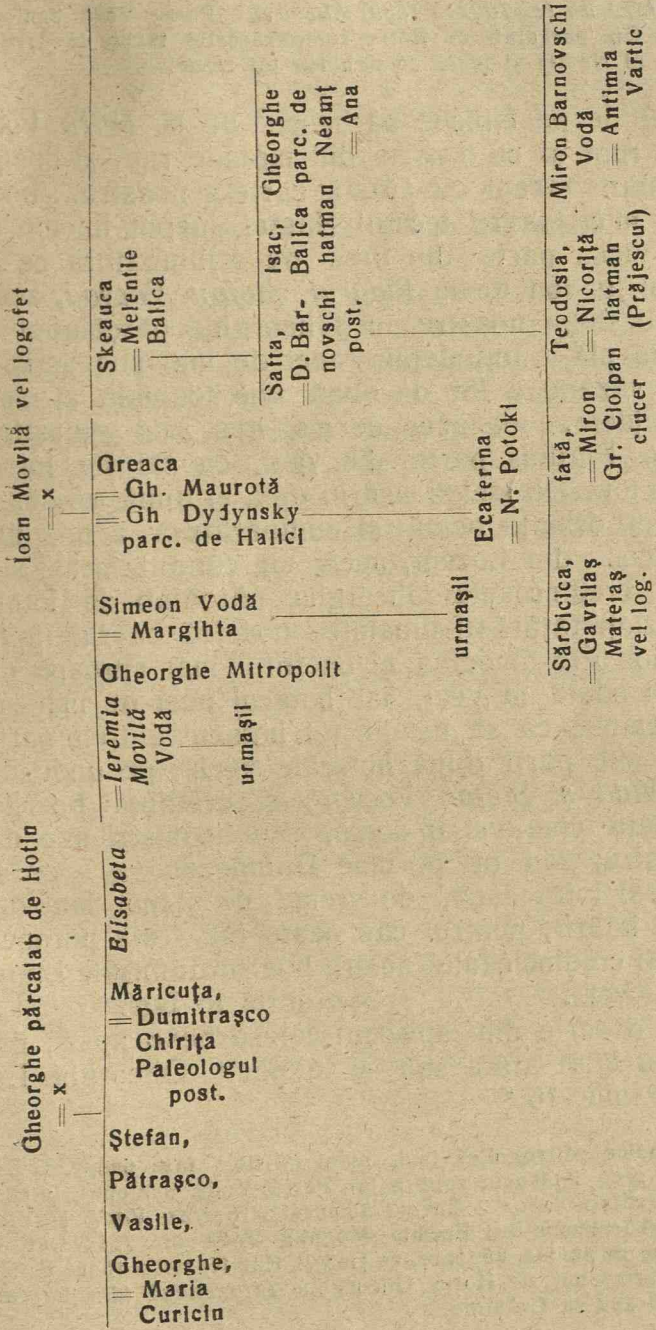 Gheorghe părcalab de Hotin
= x
Ioan Movilă vel logofet
= x
Gheorghe,
= Maria
Curicin
Vasile,
Pătraşco,
Ştefan,
Măricuţa,
= Dumitraşco
Chiriţa
Paleologul
post.
Elisabeta
= Ieremia
Movilă
Vodă
urmaşii
Gheorghe Mitropolit
Simeon Vodă
= Marghita
urmaşii
Greaca
= Gh. Maurotă
= Gh Dydynsky
parc. de Halici
Ecaterina
= N. Potoki
Skeauca
= Melentie
Balica
Safta,
= D. Bar-
novschi
post.
Isac,
Balica
hatman
Gheorghe
parc. de
Neamţ
= Ana
Sărbicica,
= Gavrilaş
Mateiaş
vel log.
fată,
= Miron
Gr. Ciolpan
clucer
Teodosia,
= Nicoriţă
hatman
(Prăjescul)
Miron Barnovschi
Vodă
= Antimia
Vartic